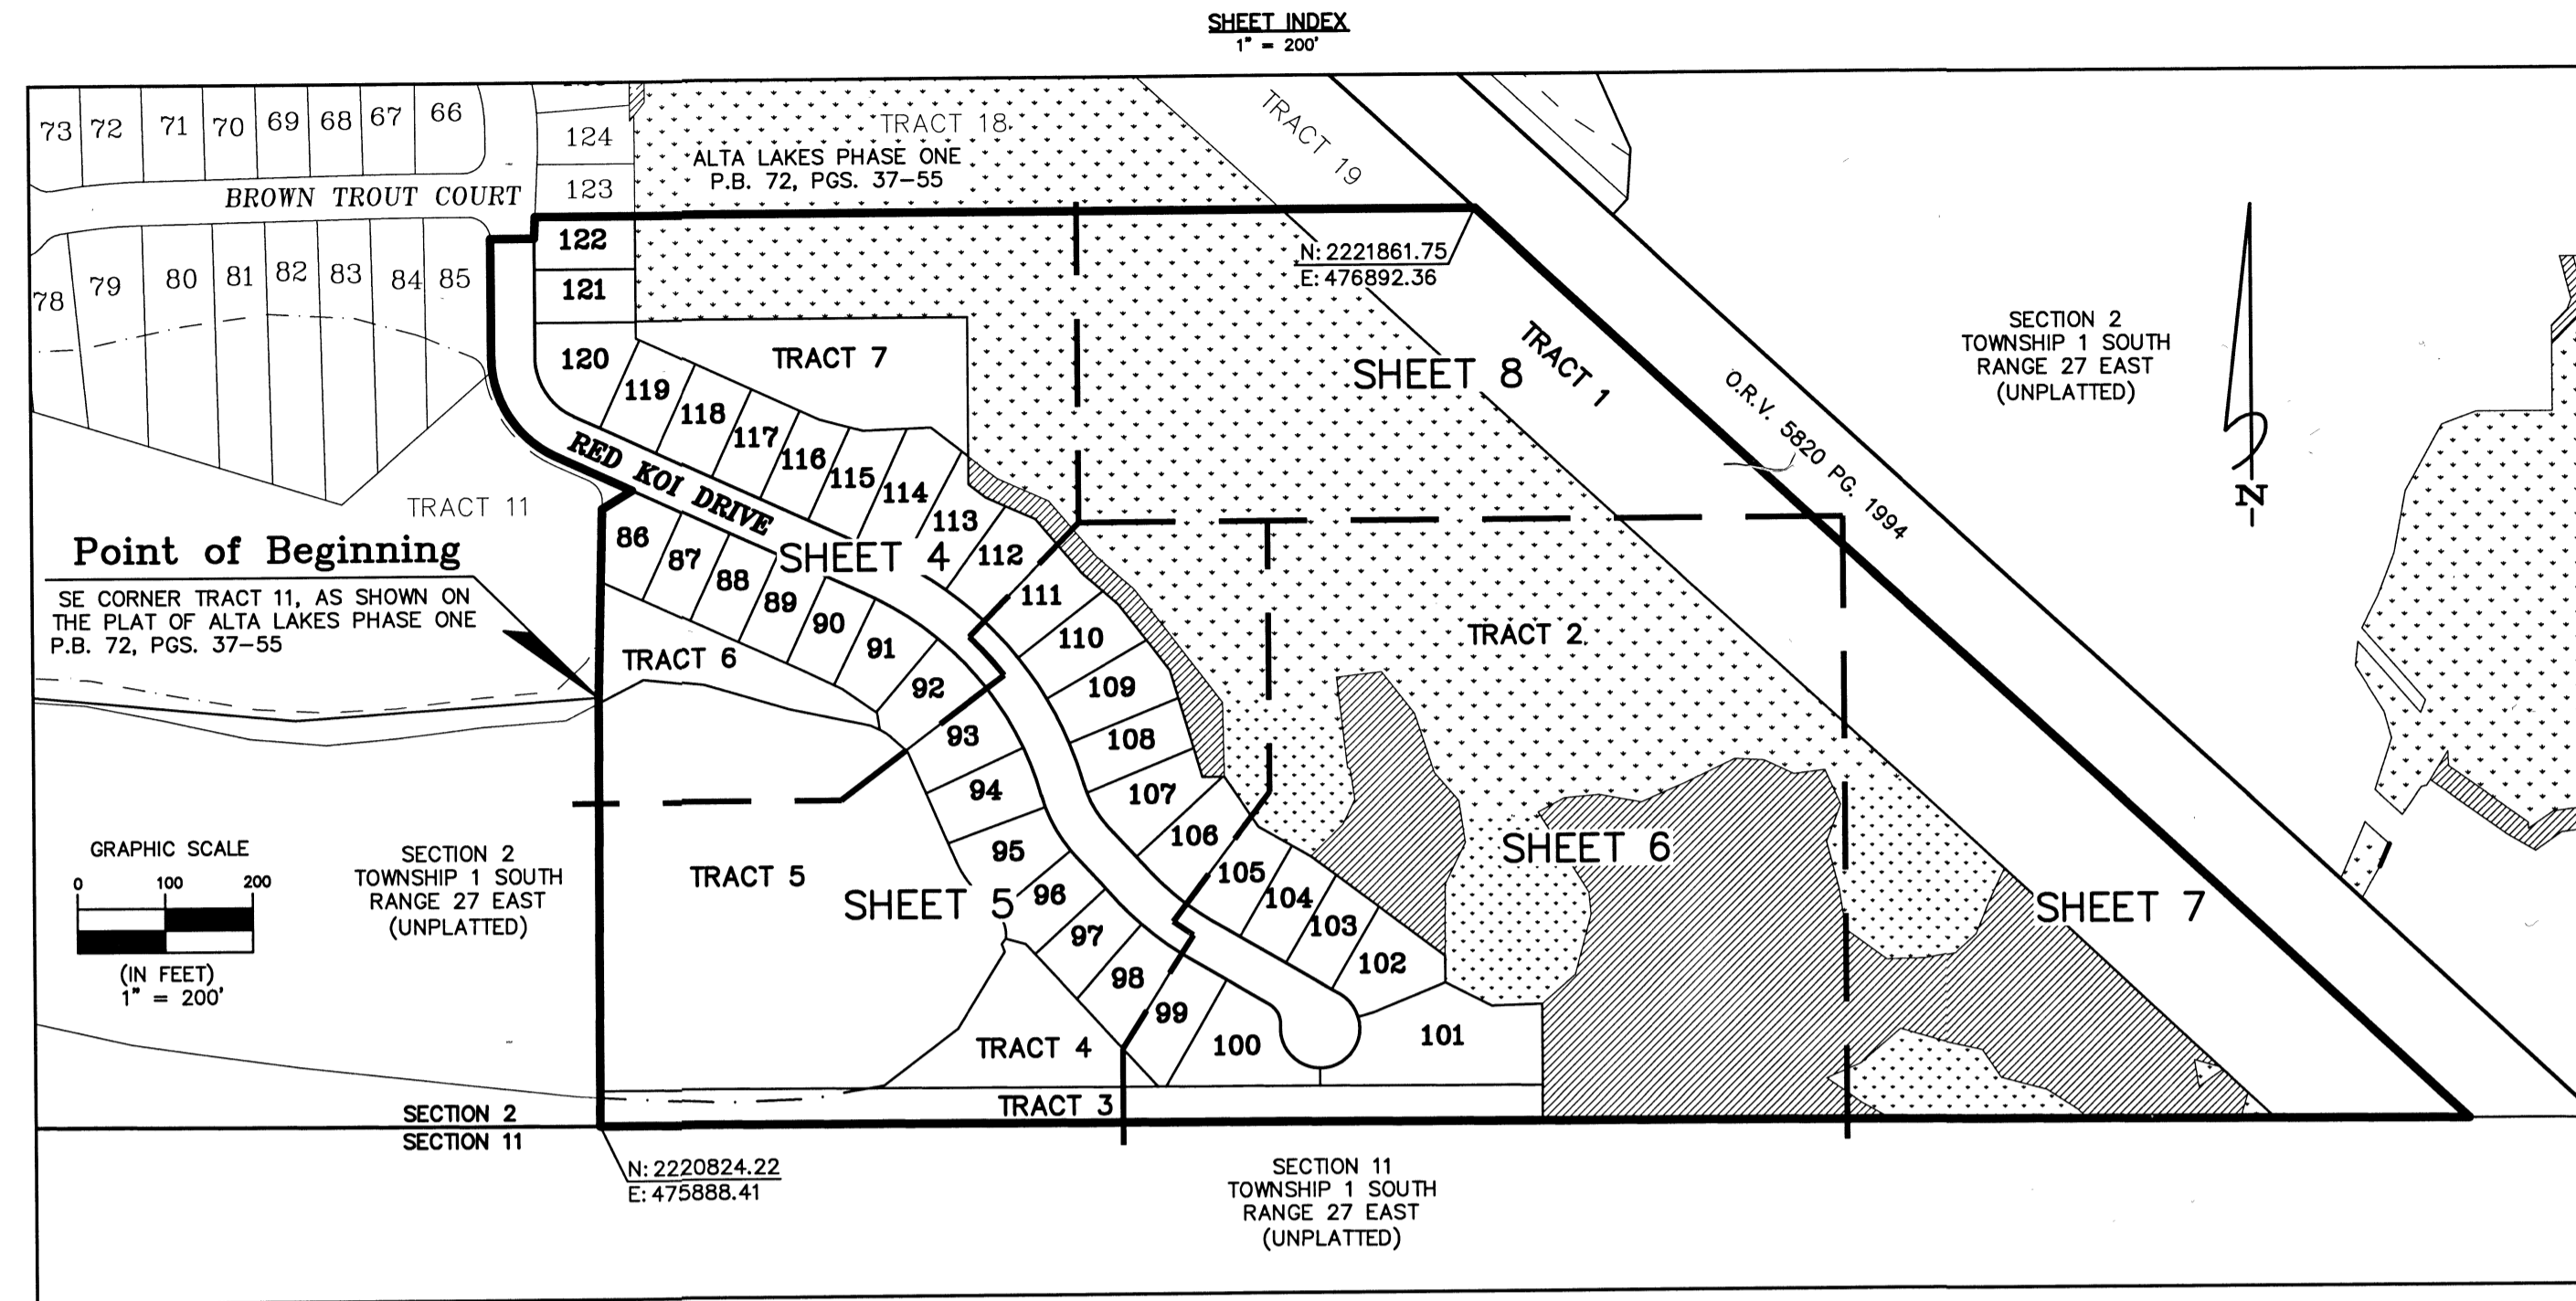 SHEET INDEX
1" = 200'
73 72 71 70 69 68 67 66
124
123
BROWN TROUT COURT
TRACT 18
ALTA LAKES PHASE ONE
P.B. 72, PGS. 37-55
TRACT 19
78 79 80 81 82 83 84 85
122
121
120
119
118
117
116
115
114
113
112
111
110
109
108
107
106
105
104
103
102
101
100
99
98
97
96
95
94
93
92
91
90
89
88
87
86
RED KOI DRIVE
TRACT 7
N: 2221861.75
E: 476892.36
SHEET 8
TRACT 1
O.R.V. 5820 PG. 1994
SECTION 2
TOWNSHIP 1 SOUTH
RANGE 27 EAST
(UNPLATTED)
N
TRACT 11
Point of Beginning
SE CORNER TRACT 11, AS SHOWN ON
THE PLAT OF ALTA LAKES PHASE ONE
P.B. 72, PGS. 37-55
SHEET 4
TRACT 6
TRACT 2
GRAPHIC SCALE
0 100 200
(IN FEET)
1" = 200'
SECTION 2
TOWNSHIP 1 SOUTH
RANGE 27 EAST
(UNPLATTED)
TRACT 5
SHEET 5
SHEET 6
SHEET 7
TRACT 4
TRACT 3
SECTION 2
SECTION 11
N: 2220824.22
E: 475888.41
SECTION 11
TOWNSHIP 1 SOUTH
RANGE 27 EAST
(UNPLATTED)